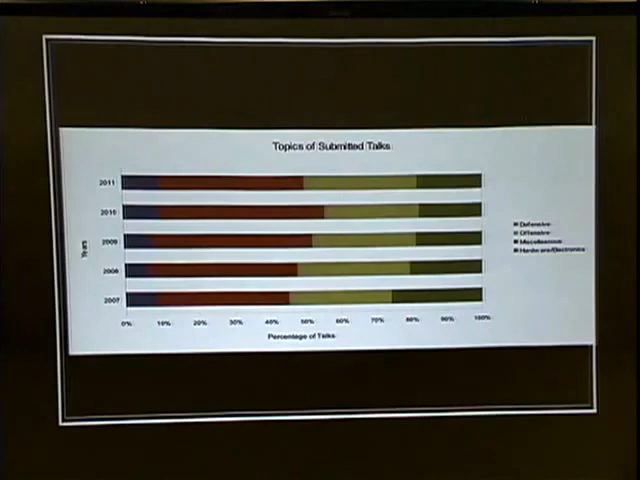 Topics of Submitted Talks
2011
2010
2009
2008
2007
Years
0% 10% 20% 30% 40% 50% 60% 70% 80% 90% 100%
Percentage of Talks
Defensive
Offensive
Miscellaneous
Hardware/Electronics